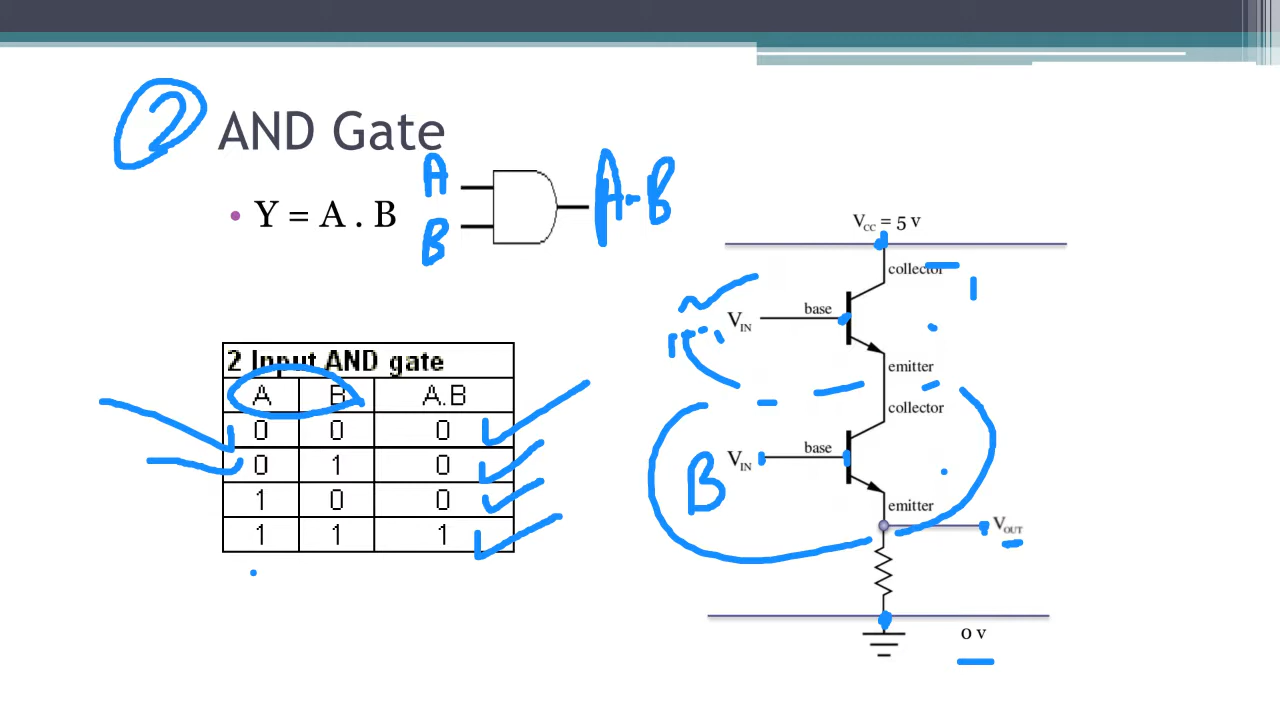 2 AND Gate
• Y = A . B
A
B
A.B
2 Input AND gate
A B A.B
0 0 0
0 1 0
1 0 0
1 1 1
VCC = 5 v
collector
1
base
VIN
emitter
collector
base
VIN
B
emitter
VOUT
0 v